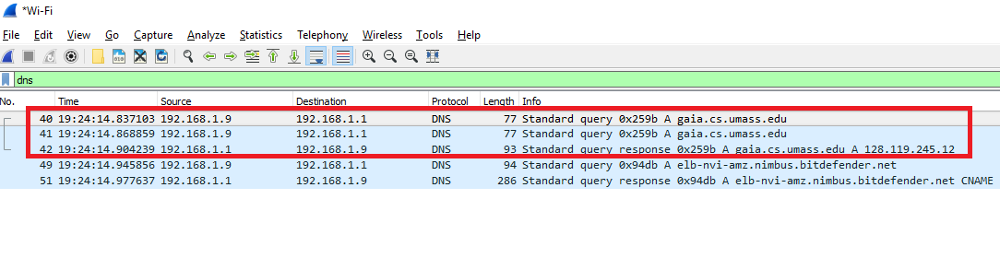 *Wi-Fi
File Edit View Go Capture Analyze Statistics Telephony Wireless Tools Help
dns
No. Time Source Destination Protocol Length Info
40 19:24:14.837103 192.168.1.9 192.168.1.1 DNS 77 Standard query 0x259b A gaia.cs.umass.edu
41 19:24:14.868859 192.168.1.9 192.168.1.1 DNS 77 Standard query 0x259b A gaia.cs.umass.edu
42 19:24:14.904239 192.168.1.1 192.168.1.9 DNS 93 Standard query response 0x259b A gaia.cs.umass.edu A 128.119.245.12
49 19:24:14.945856 192.168.1.9 192.168.1.1 DNS 94 Standard query 0x94db A elb-nvi-amz.nimbus.bitdefender.net
51 19:24:14.977637 192.168.1.1 192.168.1.9 DNS 286 Standard query response 0x94db A elb-nvi-amz.nimbus.bitdefender.net CNAME